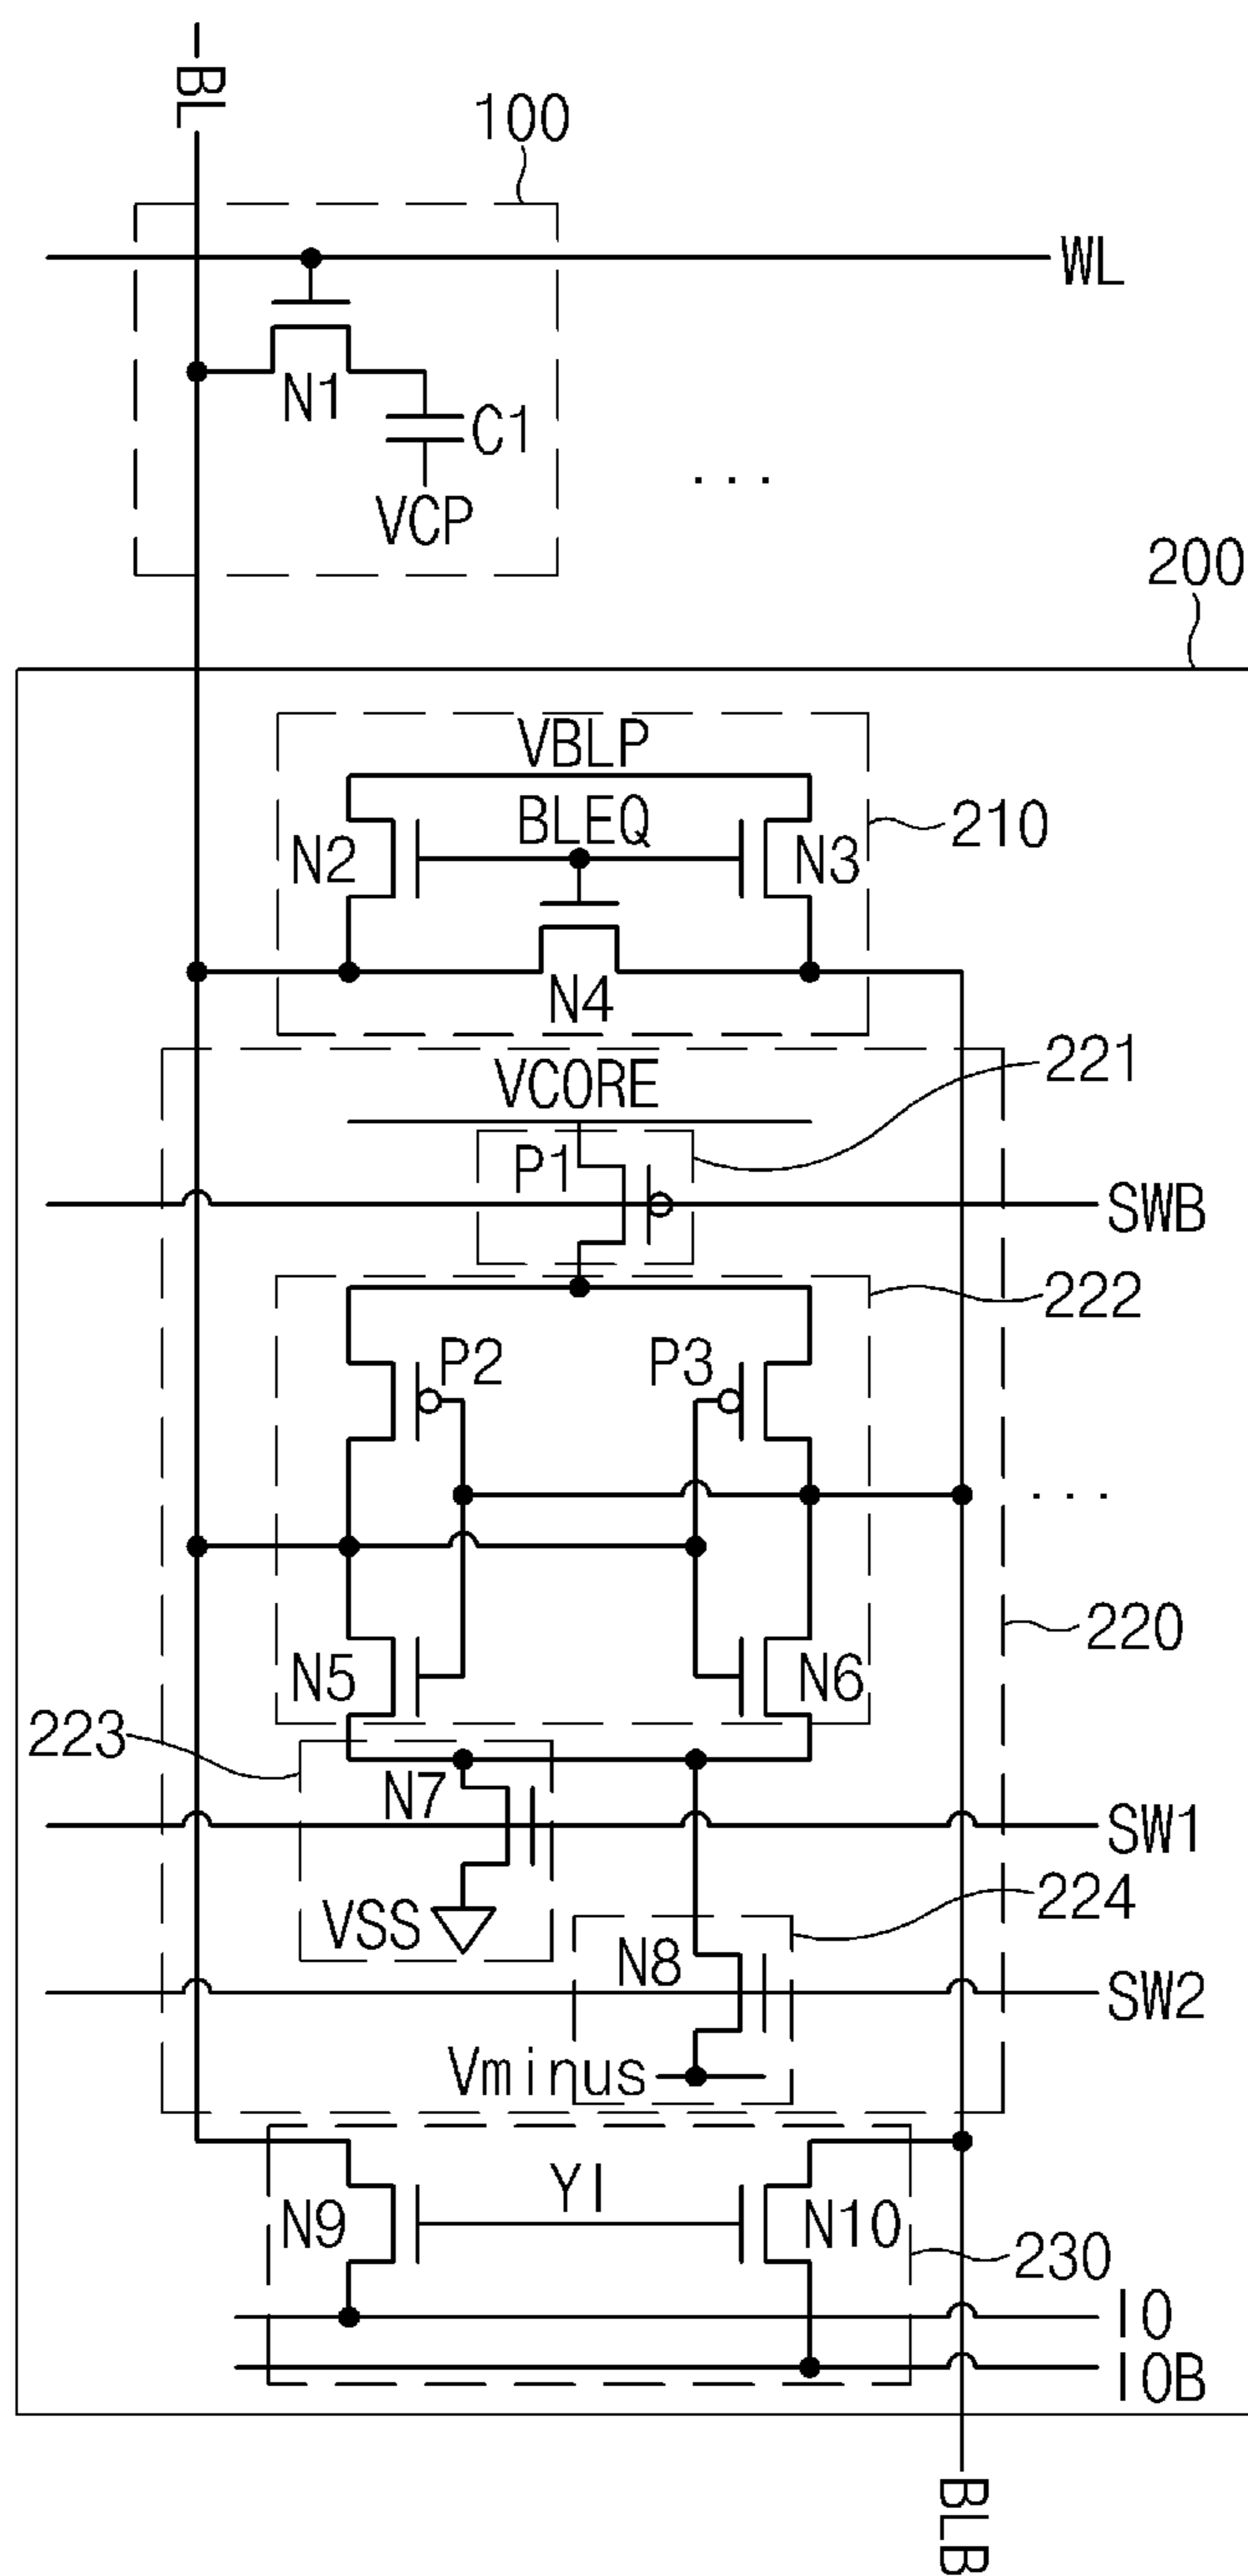 BL
100
WL
N1
C1
VCP
...
200
VBLP
BLEQ
N2
N3
210
N4
221
VCORE
P1
SWB
222
P2
P3
...
220
N5
N6
223
N7
SW1
224
VSS
N8
SW2
Vminus
YI
N9
N10
230
IO
IOB
BLB